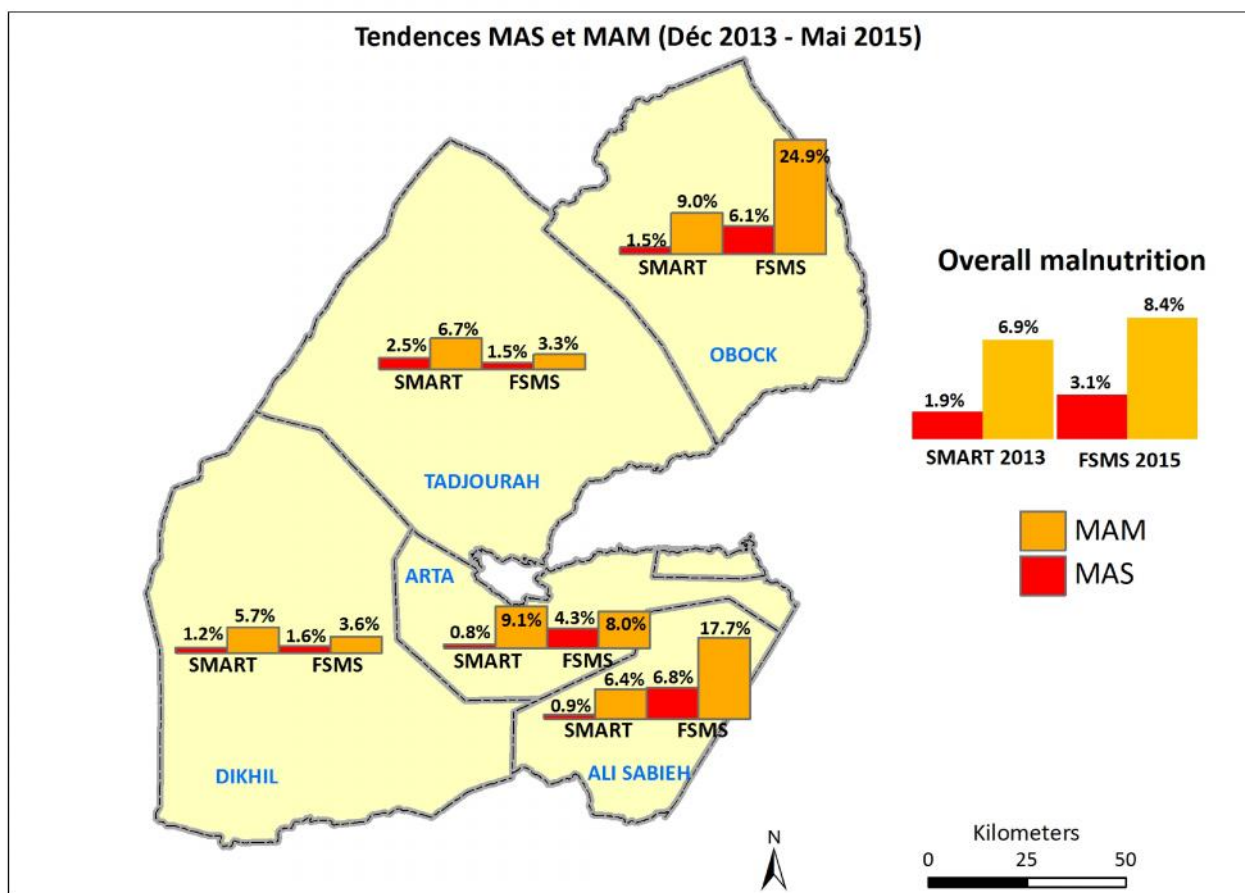 Tendences MAS et MAM (Déc 2013 - Mai 2015)
24.9%
9.0%
6.1%
1.5%
SMART FSMS
OBOCK
Overall malnutrition
8.4%
6.9%
3.1%
1.9%
SMART 2013 FSMS 2015
MAM
MAS
6.7%
2.5% 1.5% 3.3%
SMART FSMS
TADJOURAH
ARTA
9.1% 4.3% 8.0%
0.8%
SMART FSMS
5.7%
1.2% 1.6% 3.6%
SMART FSMS
17.7%
6.4% 6.8%
0.9%
SMART FSMS
DIKHIL
ALI SABIEH
N
Kilometers
0 25 50